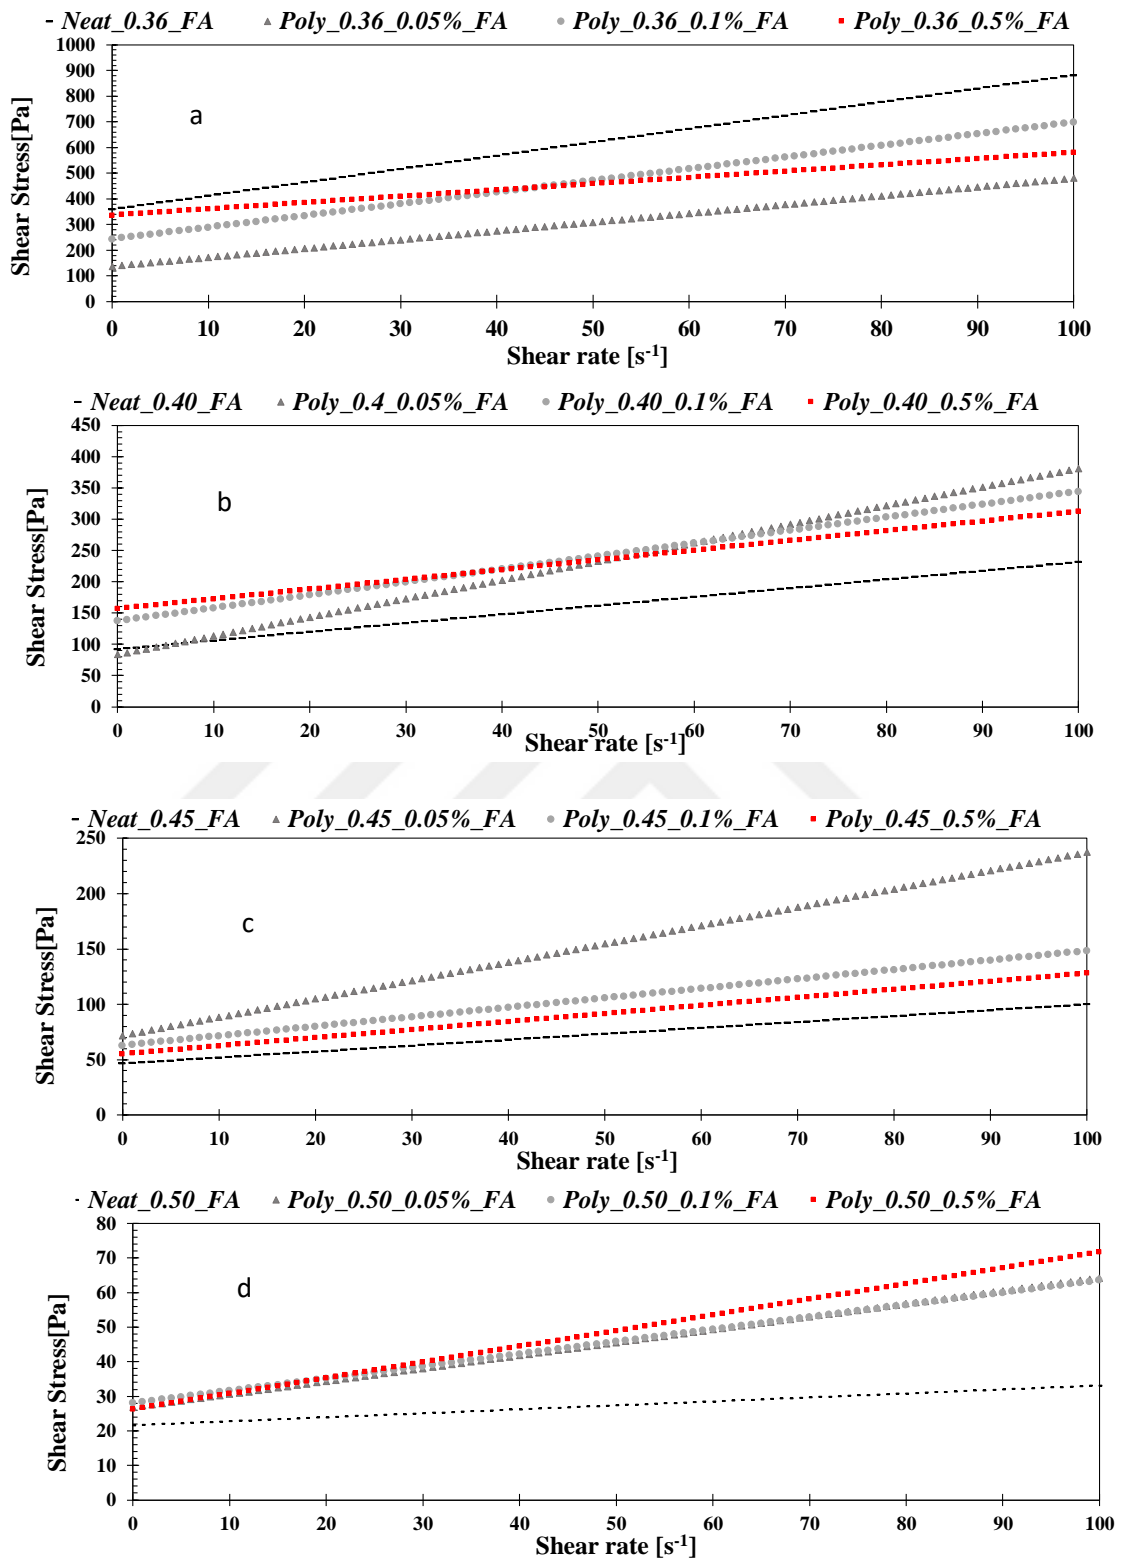 Neat_0.36_FA Poly_0.36_0.05%_FA Poly_0.36_0.1%_FA Poly_0.36_0.5%_FA
1000
900
800
700
600
500
400
300
200
100
0
Shear Stress[Pa]
a
0 10 20 30 40 50 60 70 80 90 100
Shear rate [s⁻¹]
Neat_0.40_FA Poly_0.4_0.05%_FA Poly_0.40_0.1%_FA Poly_0.40_0.5%_FA
450
400
350
300
250
200
150
100
50
0
Shear Stress[Pa]
b
0 10 20 30 40 50 60 70 80 90 100
Shear rate [s⁻¹]
Neat_0.45_FA Poly_0.45_0.05%_FA Poly_0.45_0.1%_FA Poly_0.45_0.5%_FA
250
200
150
100
50
0
Shear Stress[Pa]
c
0 10 20 30 40 50 60 70 80 90 100
Shear rate [s⁻¹]
Neat_0.50_FA Poly_0.50_0.05%_FA Poly_0.50_0.1%_FA Poly_0.50_0.5%_FA
80
70
60
50
40
30
20
10
0
Shear Stress[Pa]
d
0 10 20 30 40 50 60 70 80 90 100
Shear rate [s⁻¹]